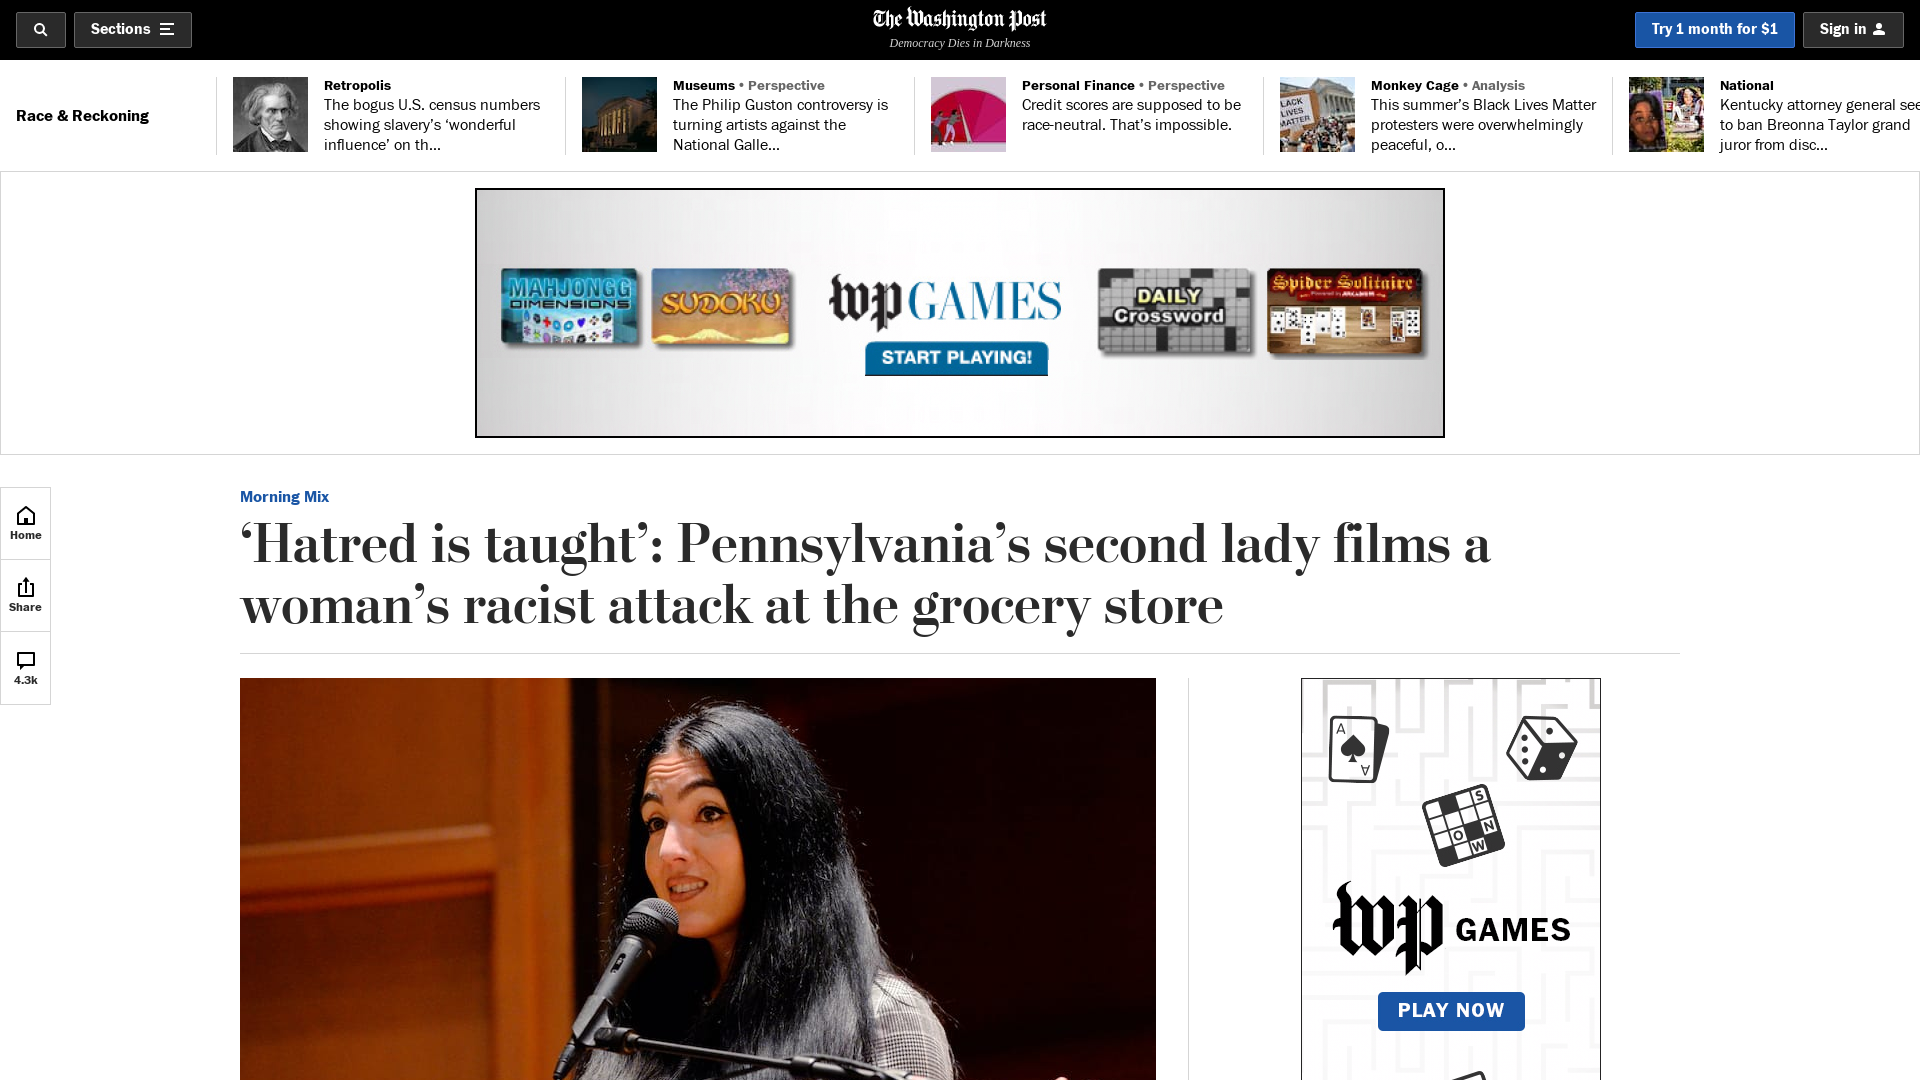 Sections
The Washington Post
Democracy Dies in Darkness
Try 1 month for $1
Sign in
Race & Reckoning
Retropolis
The bogus U.S. census numbers
showing slavery’s ‘wonderful
influence’ on th...
Museums • Perspective
The Philip Guston controversy is
turning artists against the
National Galle...
Personal Finance • Perspective
Credit scores are supposed to be
race-neutral. That’s impossible.
Monkey Cage • Analysis
This summer’s Black Lives Matter
protesters were overwhelmingly
peaceful, o...
LACK
LIVES
MATTER
National
Kentucky attorney general see
to ban Breonna Taylor grand
juror from disc...
MAHJONGG
DIMENSIONS
SUDOKU
wp GAMES
START PLAYING!
DAILY
Crossword
Spider Solitaire
Home
Share
4.3k
Morning Mix
‘Hatred is taught’: Pennsylvania’s second lady films a
woman’s racist attack at the grocery store
A
A
S
O N
W
wp GAMES
PLAY NOW